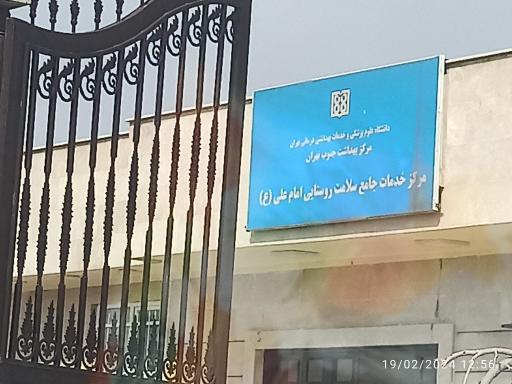 دانشگاه علوم پزشکی و خدمات بهداشتی درمانی تهران
مرکز بهداشت جنوب تهران
مرکز خدمات جامع سلامت روستایی امام علی (ع)
19/02/2024 12:56